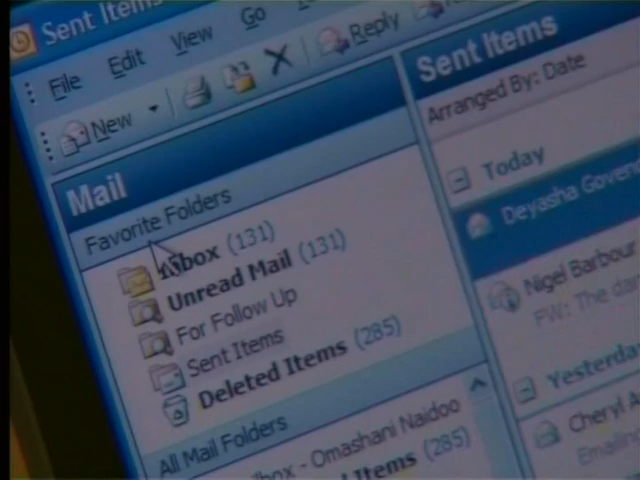 Sent Items
File Edit View Go
New Reply
Mail
Favorite Folders
Inbox (131)
Unread Mail (131)
For Follow Up
Sent Items
Deleted Items (285)
All Mail Folders
Omashani Naidoo
Items (285)
Sent Items
Arranged By: Date
Today
Deyasha
Nigel Barbour
FW: The
Yesterday
Cheryl